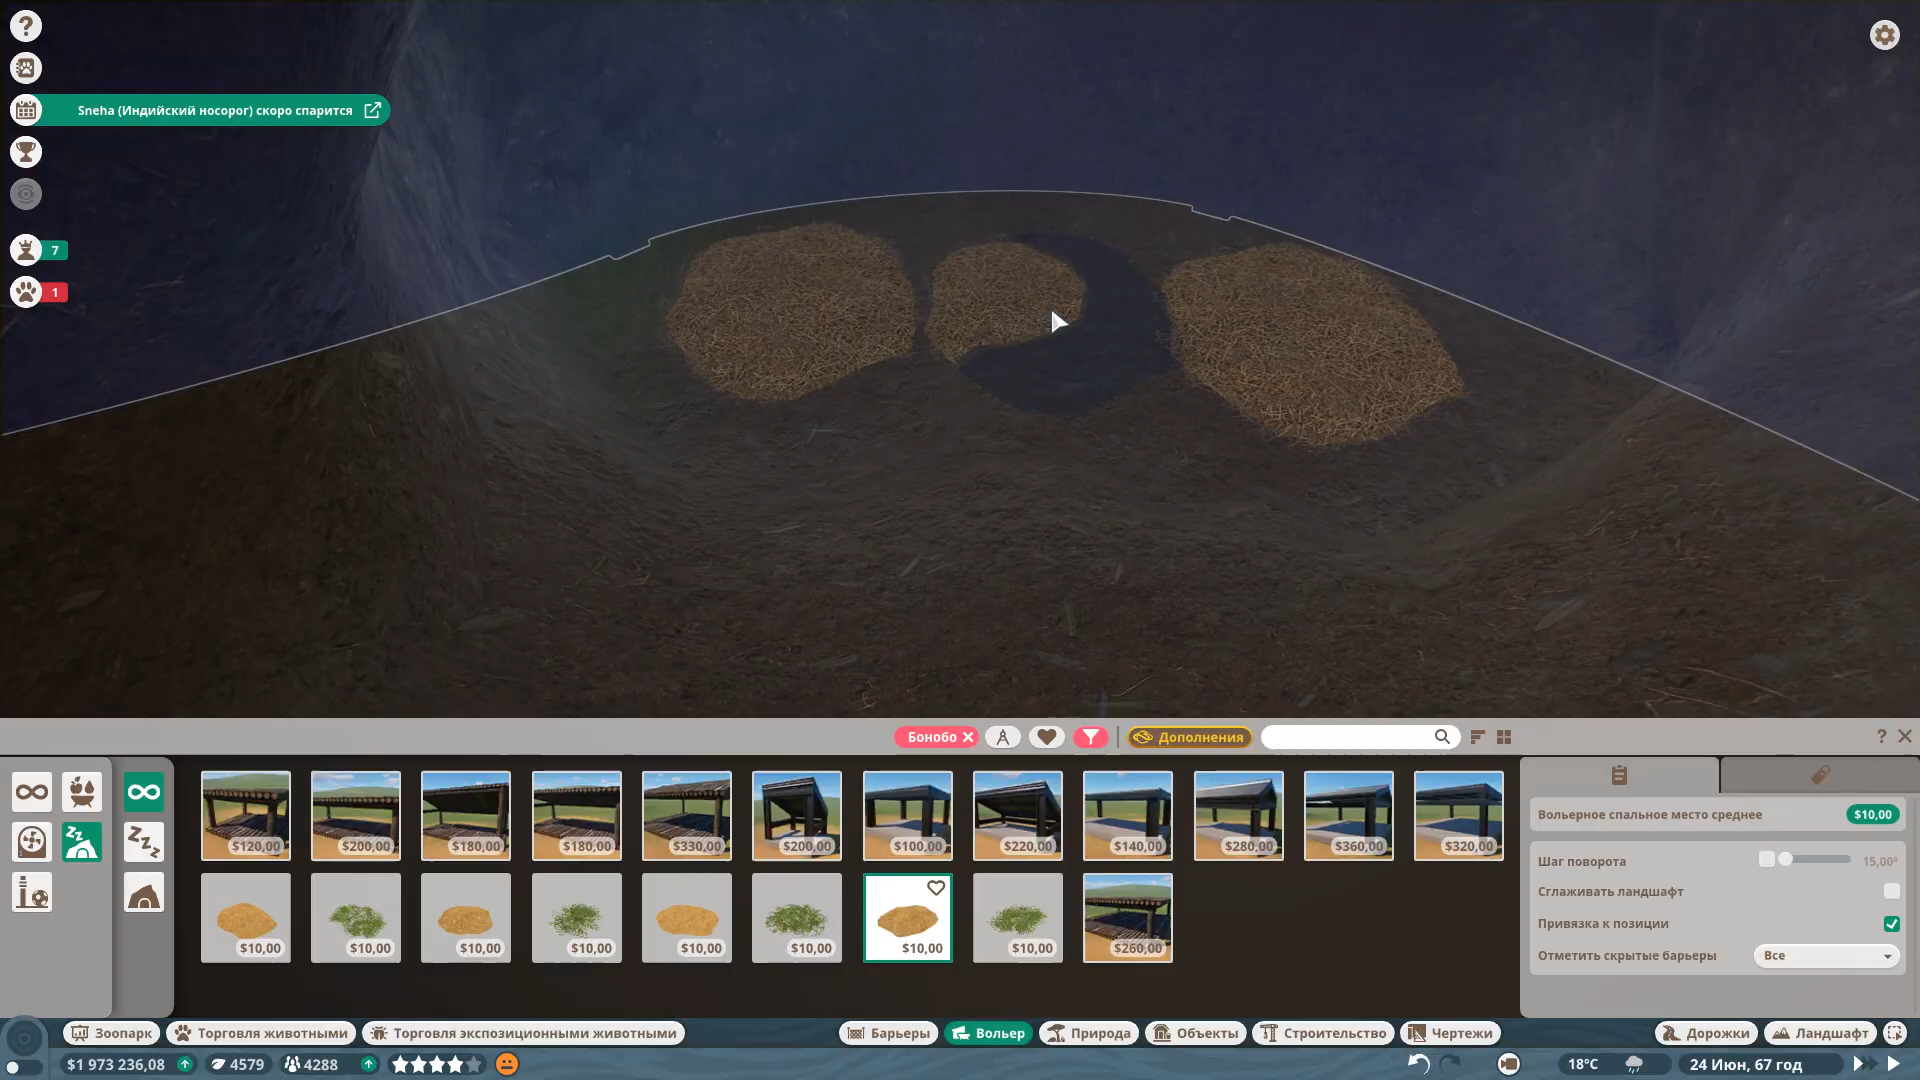 ?
Sneha (Индийский носорог) скоро спарится
7
1
Бонобо ✕
Дополнения
?
$120,00 $200,00 $180,00 $180,00 $330,00 $200,00 $100,00 $220,00 $140,00 $280,00 $360,00 $320,00
$10,00 $10,00 $10,00 $10,00 $10,00 $10,00 $10,00 $10,00 $260,00
Вольерное спальное место среднее $10,00
Шаг поворота 15,00°
Сглаживать ландшафт
Привязка к позиции
Отметить скрытые барьеры Все
Зоопарк Торговля животными Торговля экспозиционными животными Барьеры Вольер Природа Объекты Строительство Чертежи Дорожки Ландшафт
$1 973 236,08 4579 4288 18°C 24 Июн, 67 год